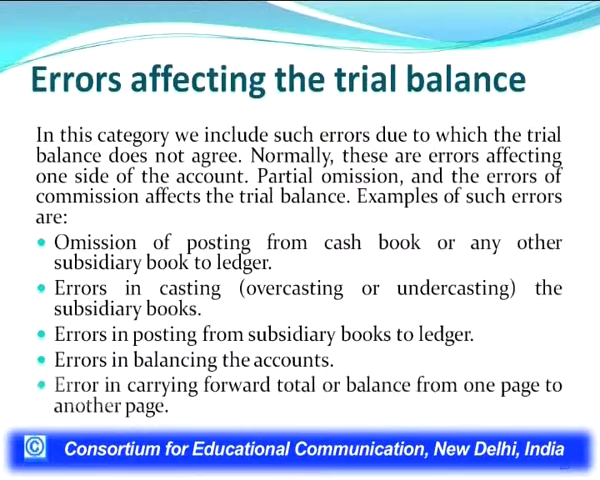 Errors affecting the trial balance
In this category we include such errors due to which the trial
balance does not agree. Normally, these are errors affecting
one side of the account. Partial omission, and the errors of
commission affects the trial balance. Examples of such errors
are:
• Omission of posting from cash book or any other
subsidiary book to ledger.
• Errors in casting (overcasting or undercasting) the
subsidiary books.
• Errors in posting from subsidiary books to ledger.
• Errors in balancing the accounts.
• Error in carrying forward total or balance from one page to
another page.
© Consortium for Educational Communication, New Delhi, India